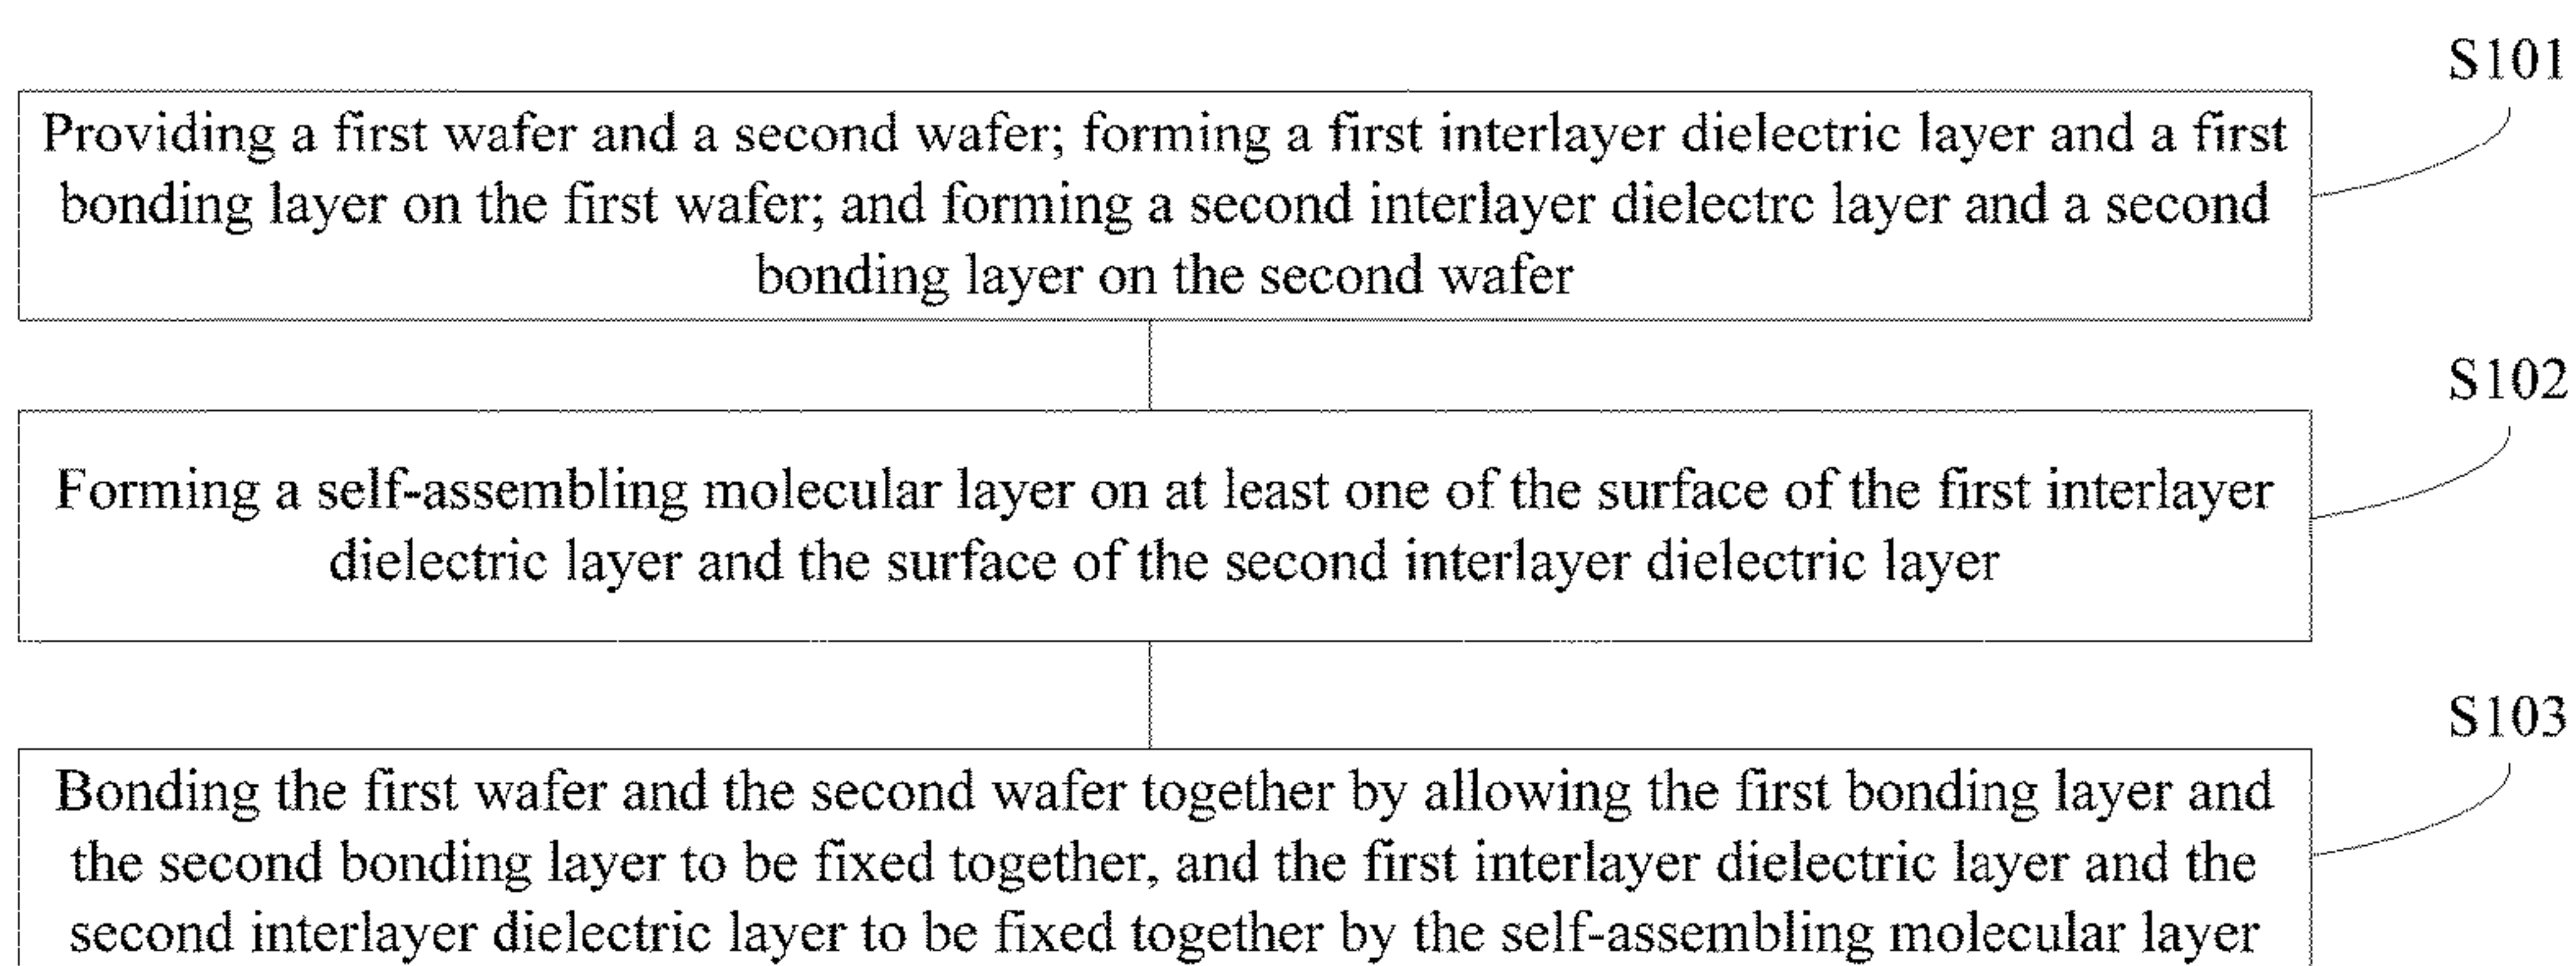 S101
Providing a first wafer and a second wafer; forming a first interlayer dielectric layer and a first
bonding layer on the first wafer; and forming a second interlayer dielectrc layer and a second
bonding layer on the second wafer
S102
Forming a self-assembling molecular layer on at least one of the surface of the first interlayer
dielectric layer and the surface of the second interlayer dielectric layer
S103
Bonding the first wafer and the second wafer together by allowing the first bonding layer and
the second bonding layer to be fixed together, and the first interlayer dielectric layer and the
second interlayer dielectric layer to be fixed together by the self-assembling molecular layer